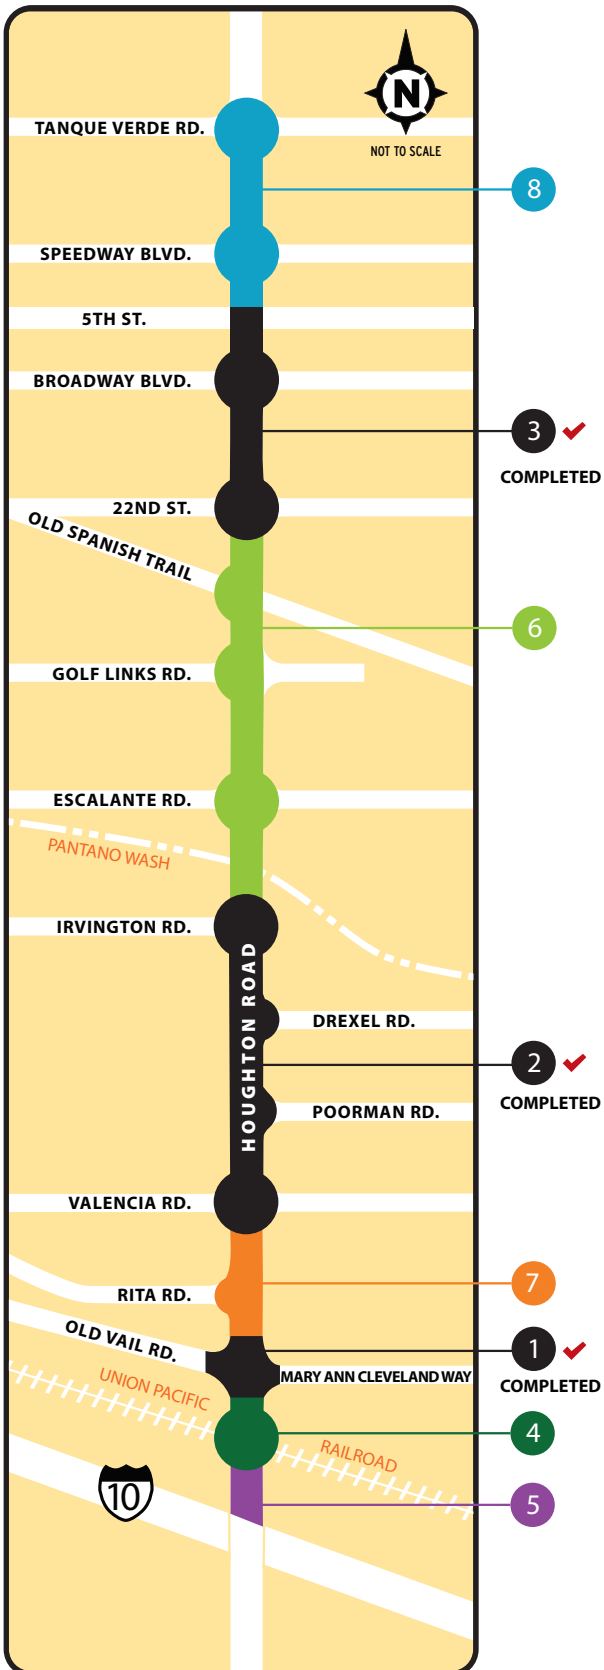 N
NOT TO SCALE
TANQUE VERDE RD.
8
SPEEDWAY BLVD.
5TH ST.
BROADWAY BLVD.
3
COMPLETED
22ND ST.
OLD SPANISH TRAIL
6
GOLF LINKS RD.
ESCALANTE RD.
PANTANO WASH
IRVINGTON RD.
HOUGHTON ROAD
DREXEL RD.
2
COMPLETED
POORMAN RD.
VALENCIA RD.
7
RITA RD.
OLD VAIL RD.
1
COMPLETED
MARY ANN CLEVELAND WAY
UNION PACIFIC
RAILROAD
4
10
5